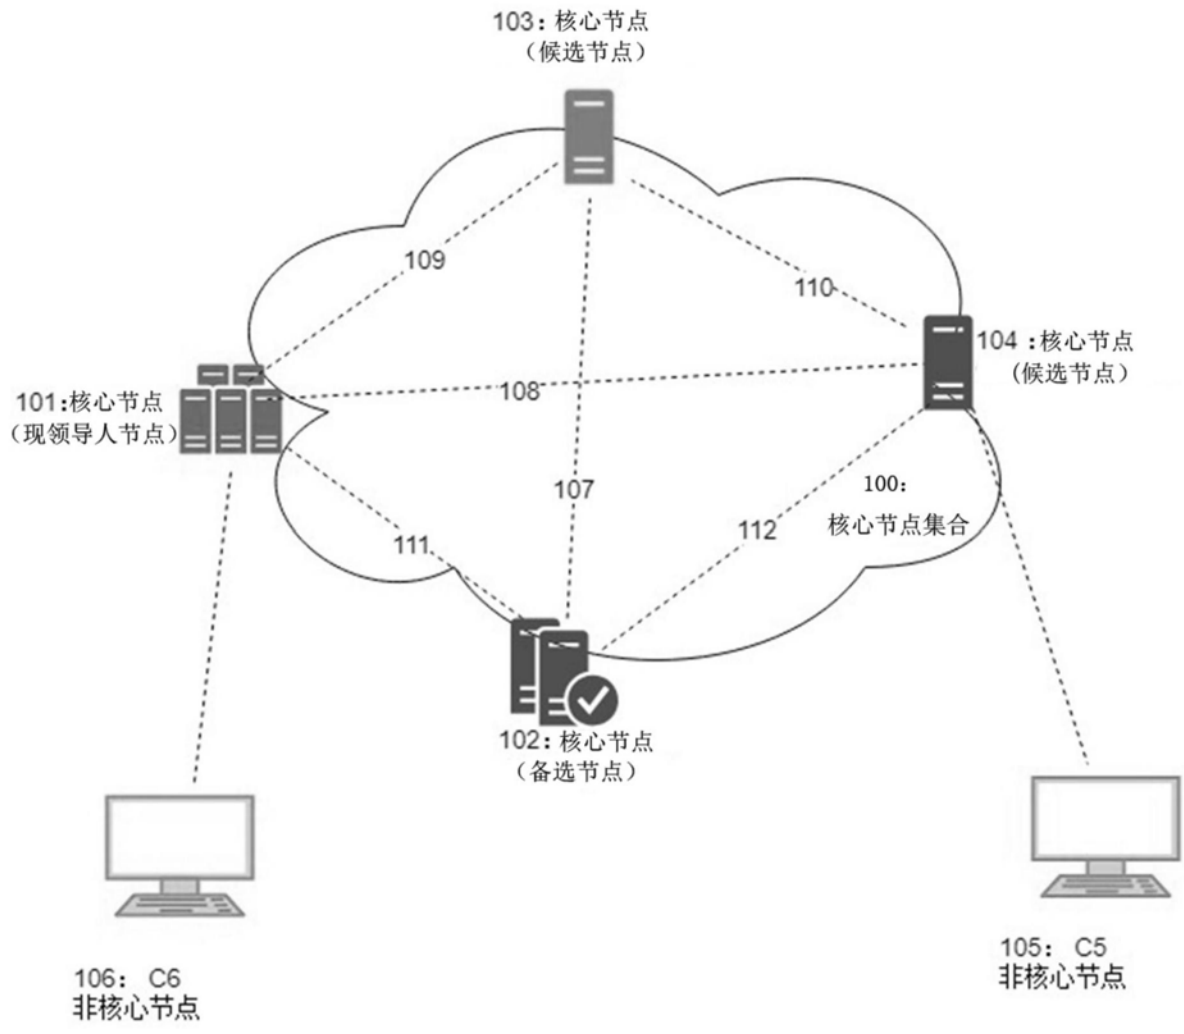 103：核心节点
（候选节点）
109
110
104 ：核心节点
（候选节点）
108
101：核心节点
（现领导人节点）
107
100：
核心节点集合
112
111
102：核心节点
（备选节点）
105： C5
非核心节点
106： C6
非核心节点